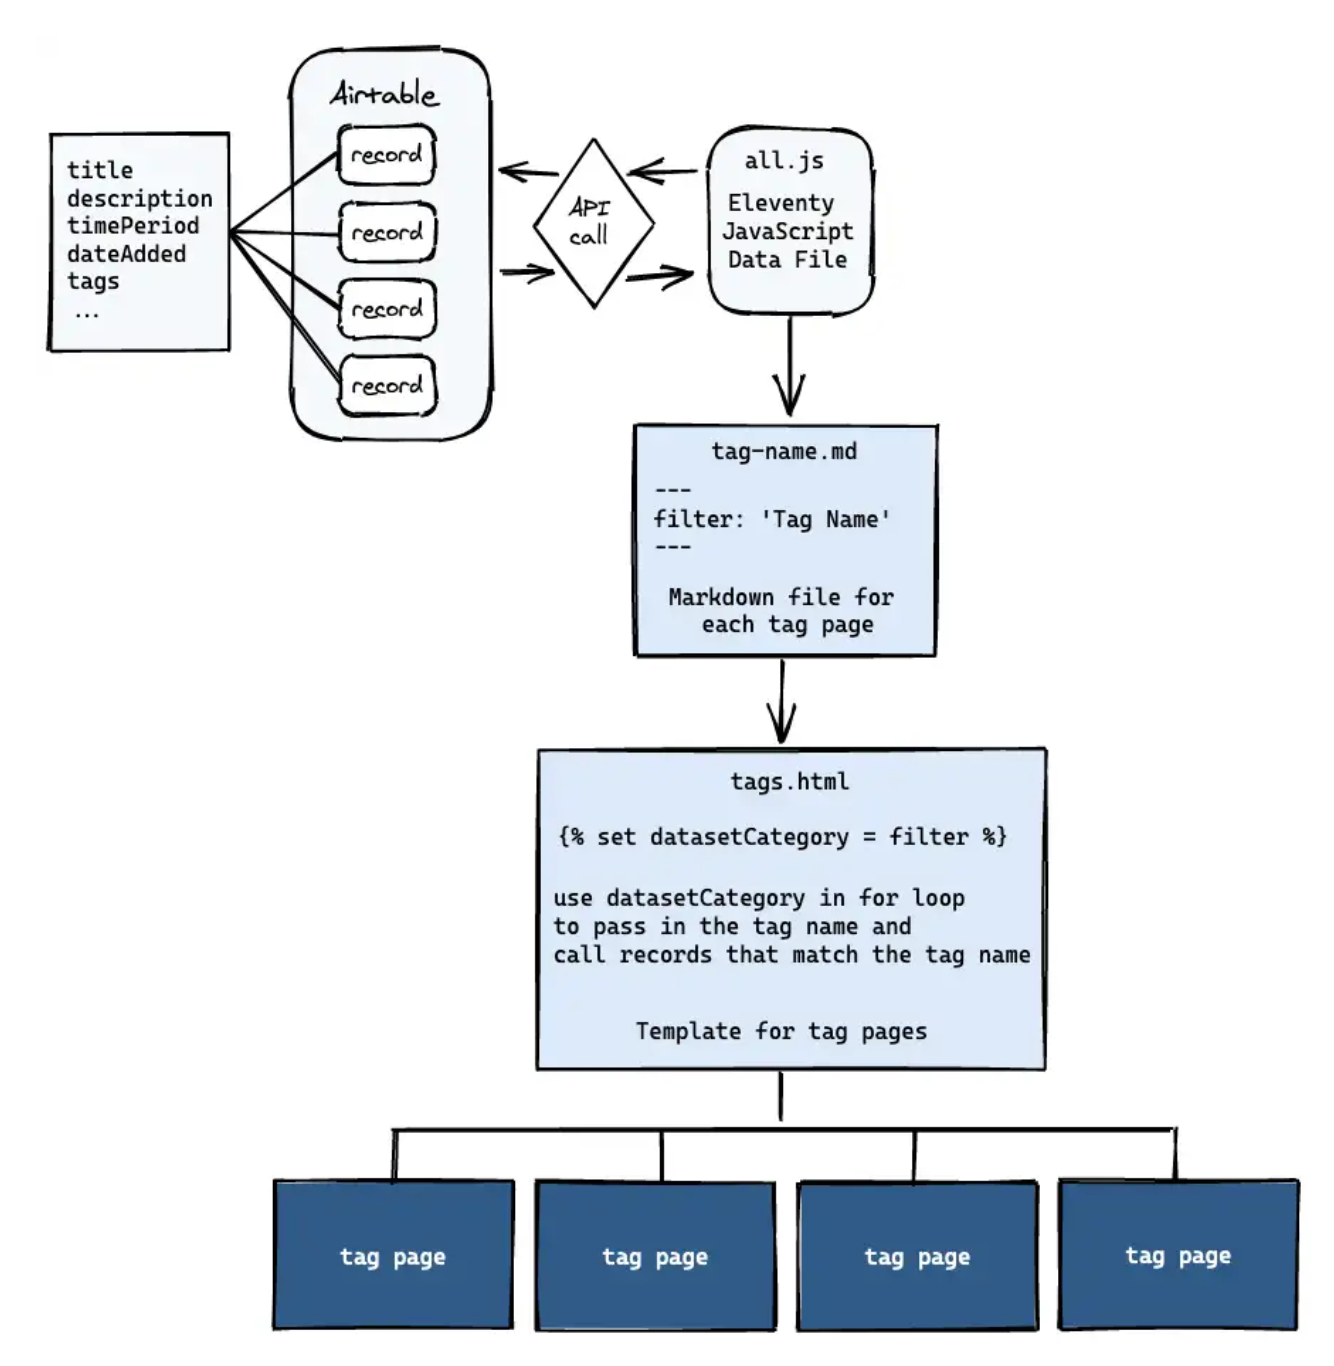 Airtable
title
description
timePeriod
dateAdded
tags
...
record
record
record
record
API
call
all.js
Eleventy
JavaScript
Data File
tag-name.md
---
filter: 'Tag Name'
---
Markdown file for
each tag page
tags.html
{% set datasetCategory = filter %}
use datasetCategory in for loop
to pass in the tag name and
call records that match the tag name
Template for tag pages
tag page
tag page
tag page
tag page